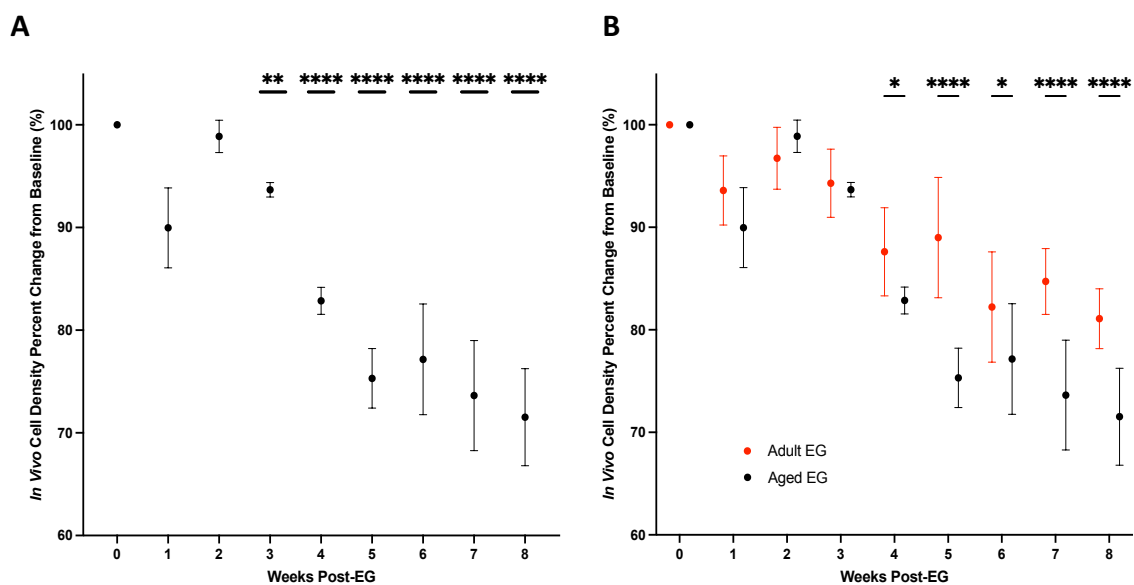 A
B
** **** **** **** **** ****
* **** * **** ****
In Vivo Cell Density Percent Change from Baseline (%)
100
90
80
70
60
0 1 2 3 4 5 6 7 8
Weeks Post-EG
In Vivo Cell Density Percent Change from Baseline (%)
100
90
80
70
60
Adult EG
Aged EG
0 1 2 3 4 5 6 7 8
Weeks Post-EG